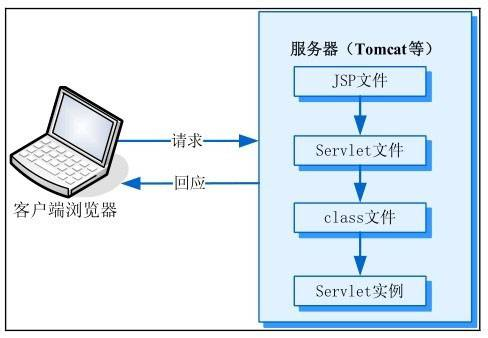 服务器（Tomcat等）
JSP文件
请求
Servlet文件
回应
客户端浏览器
class文件
Servlet实例